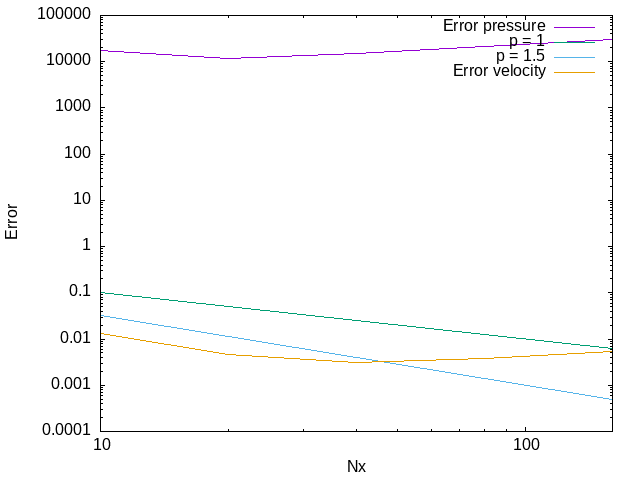 100000
10000
1000
100
10
1
0.1
0.01
0.001
0.0001
10
100
Error
Nx
Error pressure
p = 1
p = 1.5
Error velocity